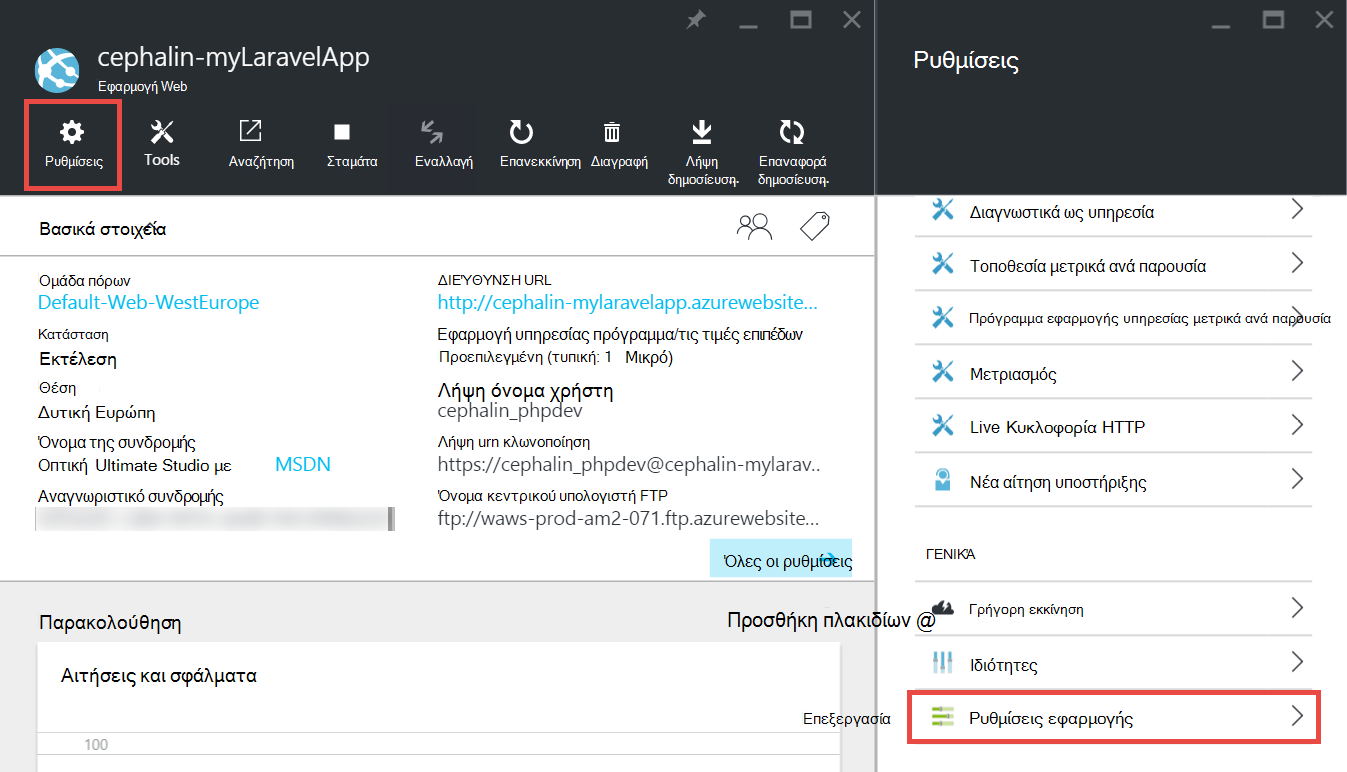 cephalin-myLaravelApp
Εφαρμογή Web
Ρυθμίσεις
Tools
Αναζήτηση
Σταμάτα
Εναλλαγή
Επανεκκίνηση
Διαγραφή
Λήψη
δημοσίευση.
Επαναφορά
δημοσίευση.
Βασικά στοιχεία
Ομάδα πόρων
Default-Web-WestEurope
Κατάσταση
Εκτέλεση
Θέση
Δυτική Ευρώπη
Όνομα της συνδρομής
Οπτική Ultimate Studio με MSDN
Αναγνωριστικό συνδρομής
ΔΙΕΎΘΥΝΣΗ URL
http://cephalin-mylaravelapp.azurewebsite...
Εφαρμογή υπηρεσίας πρόγραμμα/τις τιμές επιπέδων
Προεπιλεγμένη (τυπική: 1 Μικρό)
Λήψη όνομα χρήστη
cephalin_phpdev
Λήψη urn κλωνοποίηση
https://cephalin_phpdev@cephalin-mylarav..
Όνομα κεντρικού υπολογιστή FTP
ftp://waws-prod-am2-071.ftp.azurewebsite...
Όλες οι ρυθμίσεις
Παρακολούθηση
Προσθήκη πλακιδίων @
Αιτήσεις και σφάλματα
100
Επεξεργασία
Ρυθμίσεις
Διαγνωστικά ως υπηρεσία
Τοποθεσία μετρικά ανά παρουσία
Πρόγραμμα εφαρμογής υπηρεσίας μετρικά ανά παρουσία
Μετριασμός
Live Κυκλοφορία HTTP
Νέα αίτηση υποστήριξης
ΓΕΝΙΚΆ
Γρήγορη εκκίνηση
Ιδιότητες
Ρυθμίσεις εφαρμογής